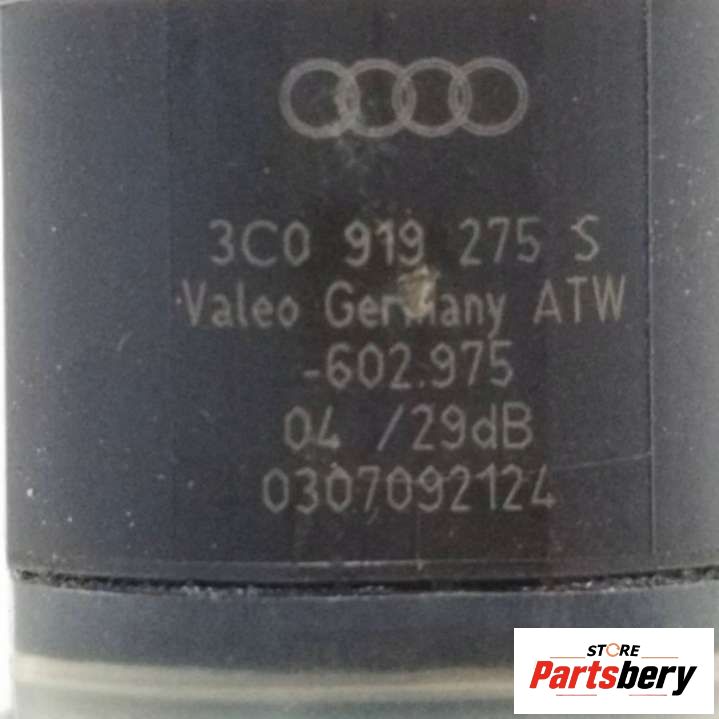 3C0 919 275 S
Valeo Germany ATW
-602.975
04 /29dB
0307092124
STORE
Partsbery